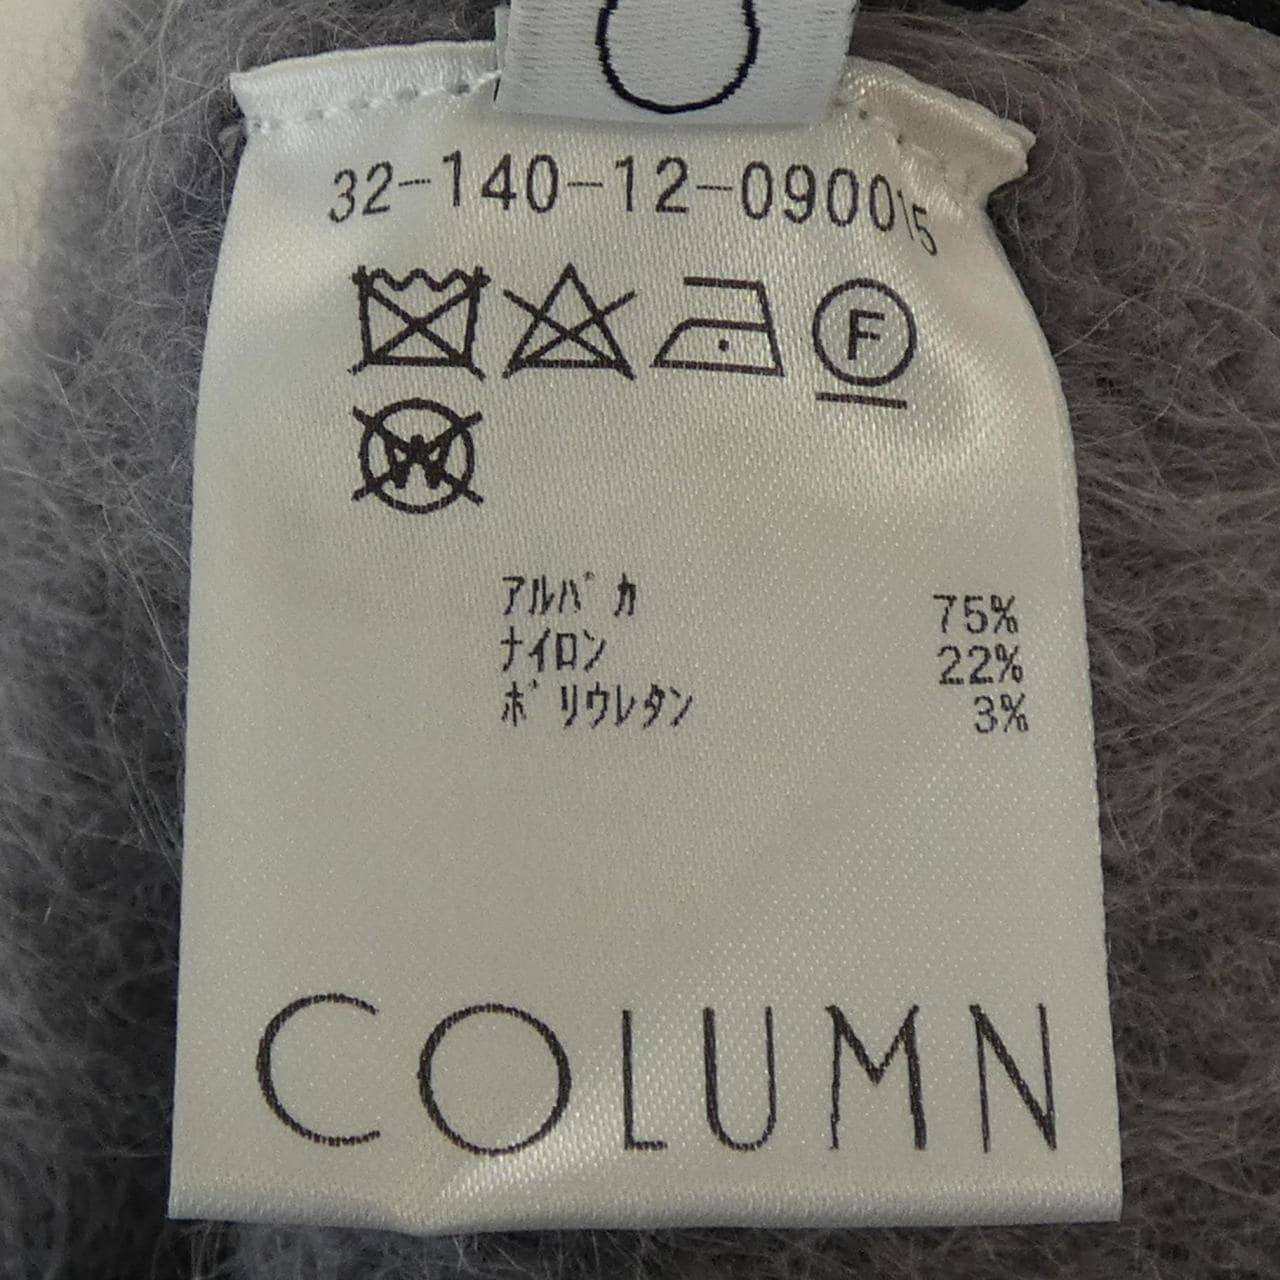 32-140-12-090015
F
W
アルパカ 75%
ナイロン 22%
ポリウレタン 3%
COLUMN